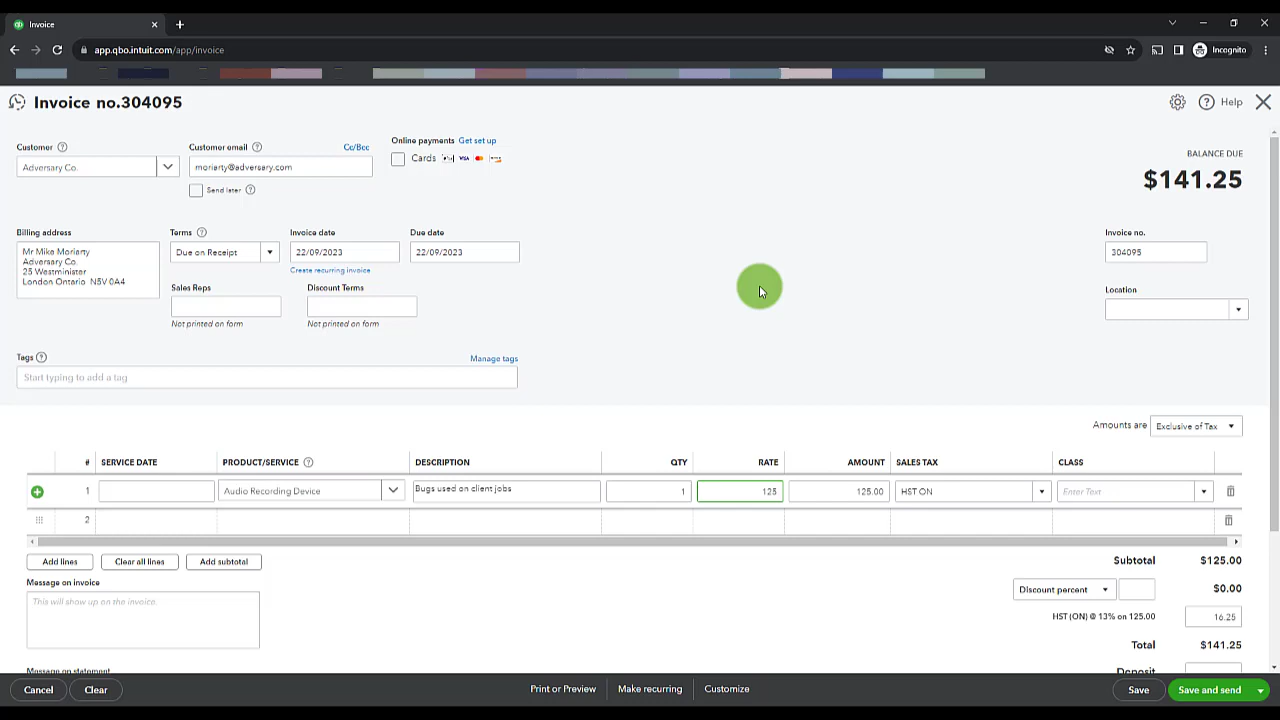 Invoice
app.qbo.intuit.com/app/invoice
Incognito
Invoice no.304095
Help
Customer
Customer email
Cc/Bcc
Online payments Get set up
Adversary Co.
moriarty@adversary.com
Cards
VISA
Send later
BALANCE DUE
$141.25
Billing address
Terms
Invoice date
Due date
Invoice no.
Mr Mike Moriarty
Adversary Co.
25 Westminister
London Ontario N5V 0A4
Due on Receipt
22/09/2023
22/09/2023
304095
Create recurring invoice
Sales Reps
Discount Terms
Location
Not printed on form
Not printed on form
Tags
Manage tags
Start typing to add a tag
Amounts are
Exclusive of Tax
# SERVICE DATE PRODUCT/SERVICE DESCRIPTION QTY RATE AMOUNT SALES TAX CLASS
1 Audio Recording Device Bugs used on client jobs 1 125 125.00 HST ON Enter Text
2
Add lines
Clear all lines
Add subtotal
Subtotal $125.00
Message on invoice
This will show up on the invoice.
Discount percent
$0.00
HST (ON) @ 13% on 125.00 16.25
Total $141.25
Message on statement
Deposit
Cancel
Clear
Print or Preview
Make recurring
Customize
Save
Save and send